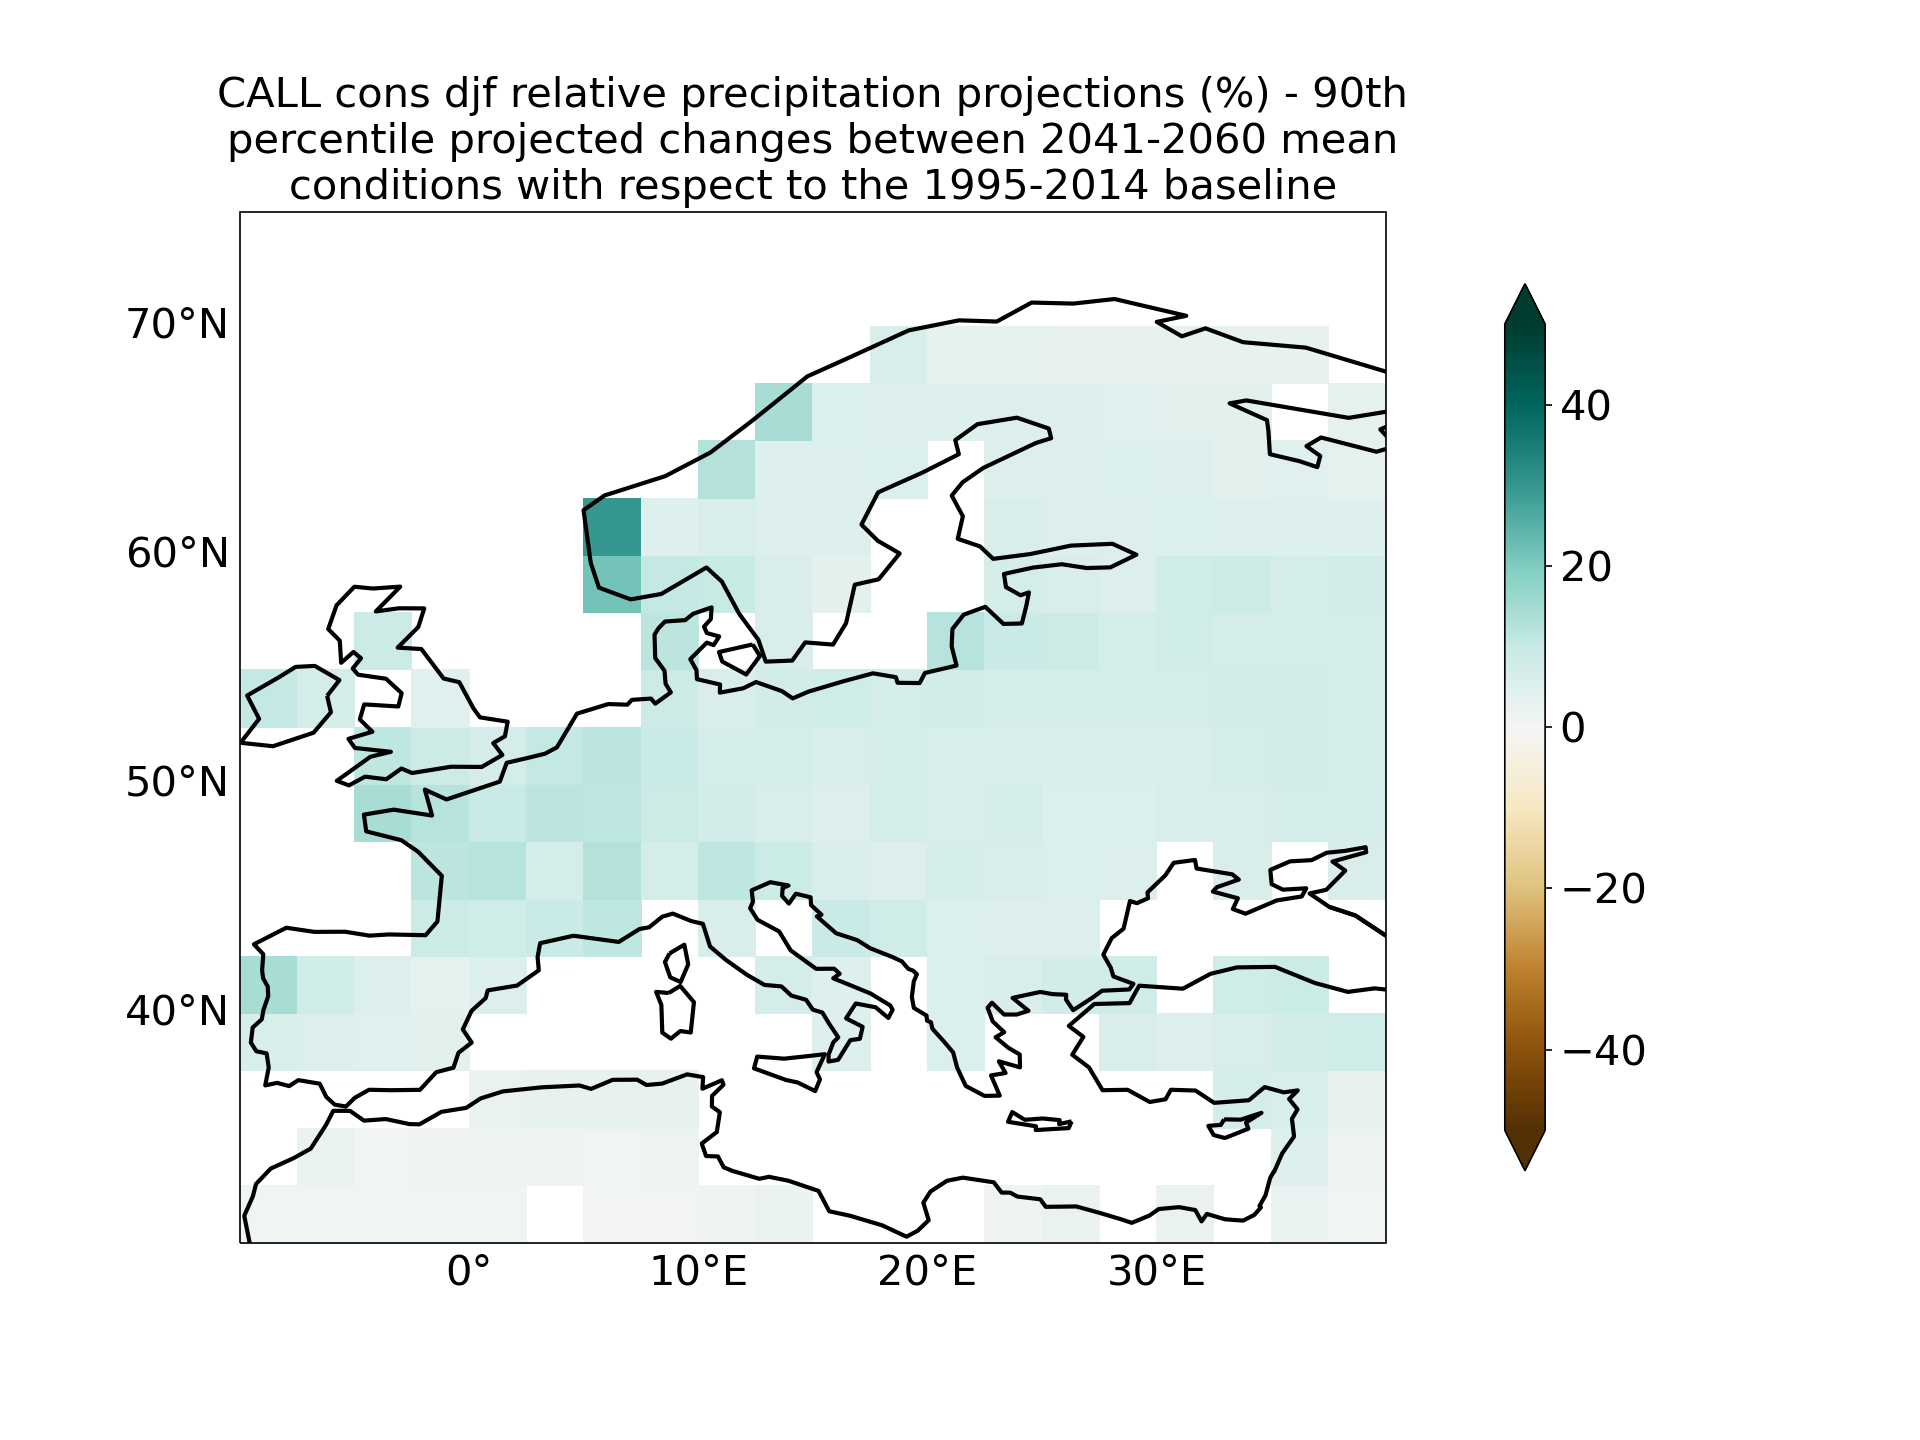 CALL cons djf relative precipitation projections (%) - 90th
percentile projected changes between 2041-2060 mean
conditions with respect to the 1995-2014 baseline
70°N
60°N
50°N
40°N
0°
10°E
20°E
30°E
40
20
0
−20
−40